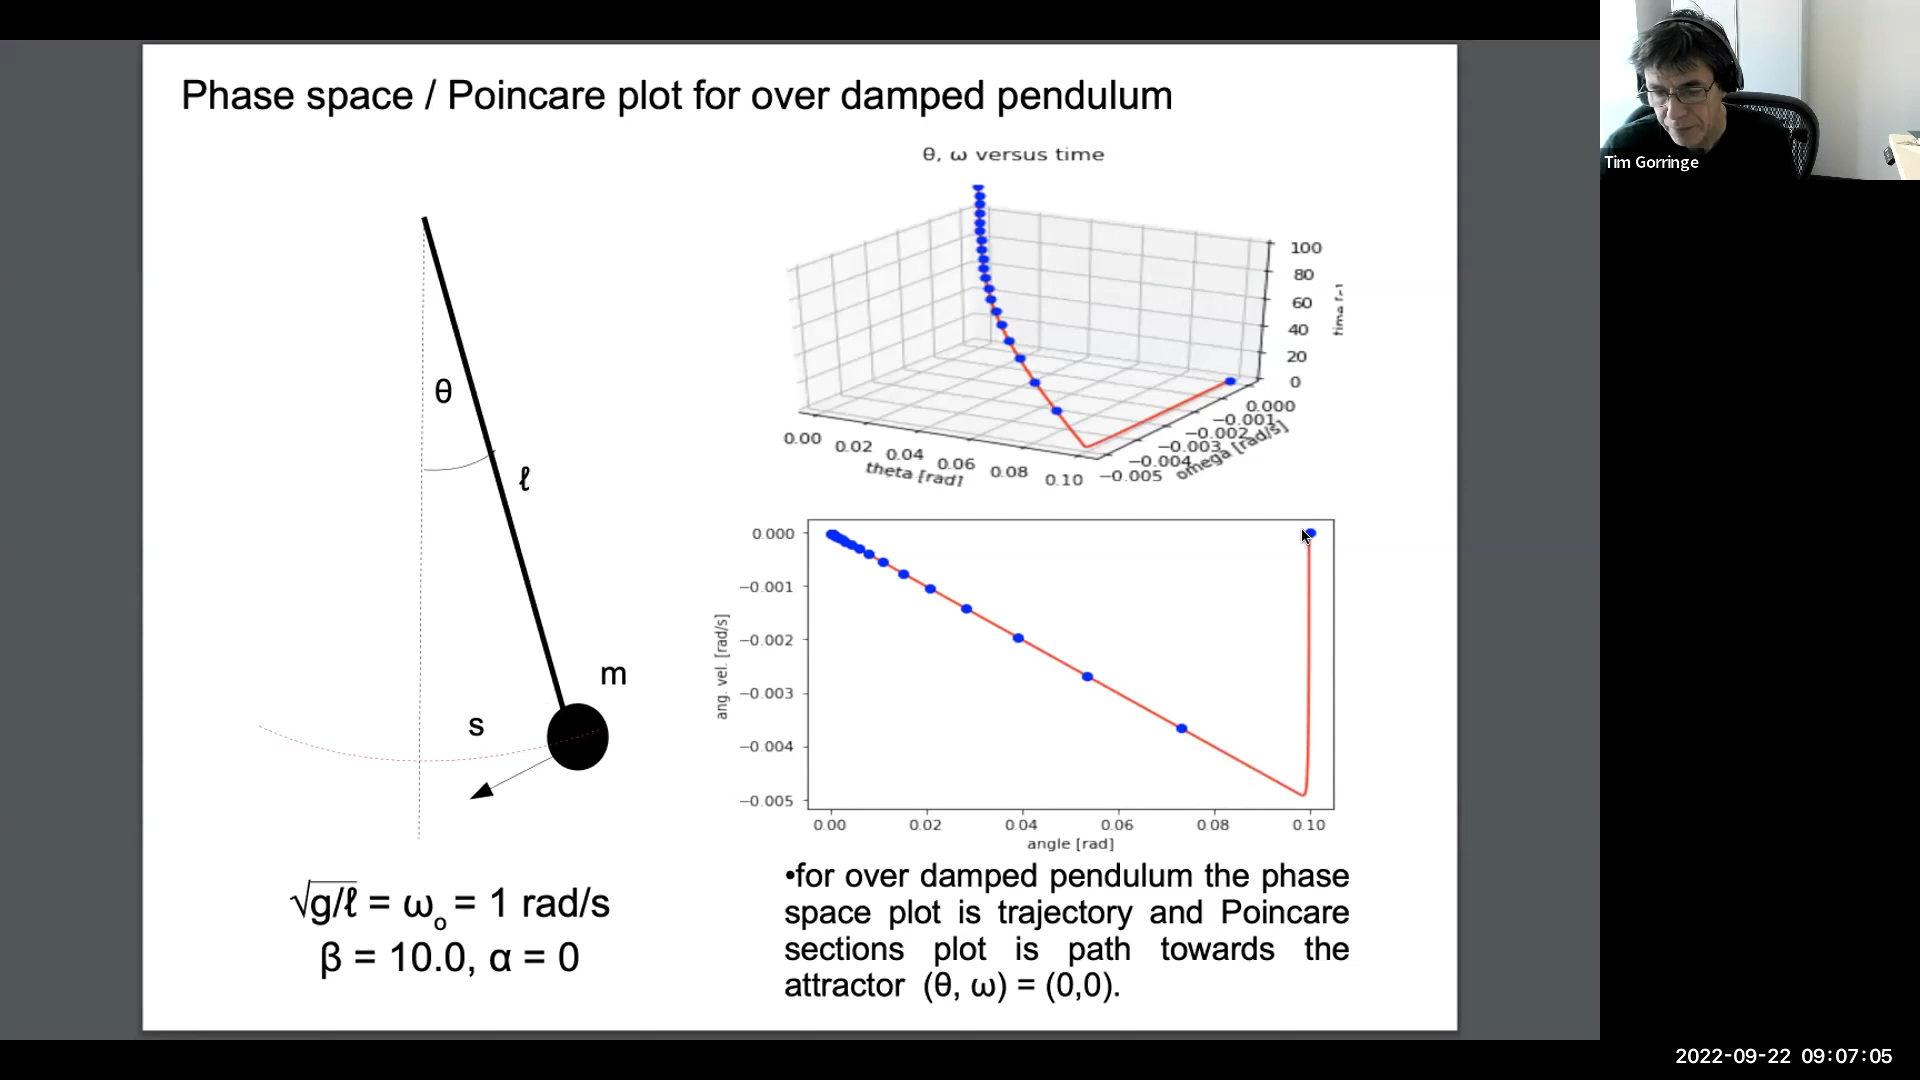 Phase space / Poincare plot for over damped pendulum
θ, ω versus time
100
80
60
40
20
0
time [s]
0.000
−0.001
−0.002
−0.003
−0.004
−0.005
omega [rad/s]
0.00
0.02
0.04
0.06
0.08
0.10
theta [rad]
θ
ℓ
m
s
0.000
−0.001
−0.002
−0.003
−0.004
−0.005
ang. vel. [rad/s]
0.00 0.02 0.04 0.06 0.08 0.10
angle [rad]
√g/ℓ = ωo = 1 rad/s
β = 10.0, α = 0
•for over damped pendulum the phase
space plot is trajectory and Poincare
sections plot is path towards the
attractor (θ, ω) = (0,0).
Tim Gorringe
2022-09-22 09:07:05